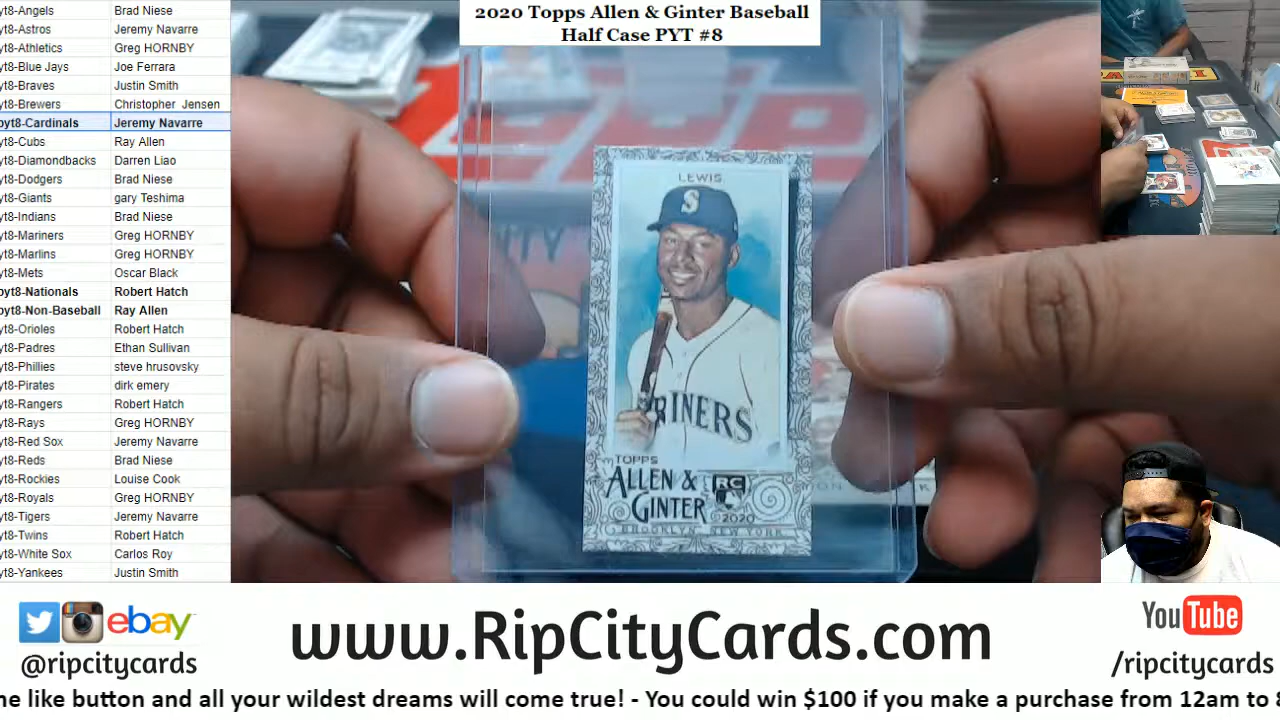 yt8-Angels Brad Niese
yt8-Astros Jeremy Navarre
yt8-Athletics Greg HORNBY
yt8-Blue Jays Joe Ferrara
yt8-Braves Justin Smith
yt8-Brewers Christopher Jensen
pyt8-Cardinals Jeremy Navarre
yt8-Cubs Ray Allen
yt8-Diamondbacks Darren Liao
yt8-Dodgers Brad Niese
yt8-Giants gary Teshima
yt8-Indians Brad Niese
yt8-Mariners Greg HORNBY
yt8-Marlins Greg HORNBY
yt8-Mets Oscar Black
pyt8-Nationals Robert Hatch
pyt8-Non-Baseball Ray Allen
yt8-Orioles Robert Hatch
yt8-Padres Ethan Sullivan
yt8-Phillies steve hrusovsky
yt8-Pirates dirk emery
yt8-Rangers Robert Hatch
yt8-Rays Greg HORNBY
yt8-Red Sox Jeremy Navarre
yt8-Reds Brad Niese
yt8-Rockies Louise Cook
yt8-Royals Greg HORNBY
yt8-Tigers Jeremy Navarre
yt8-Twins Robert Hatch
yt8-White Sox Carlos Roy
yt8-Yankees Justin Smith
2020 Topps Allen & Ginter Baseball
Half Case PYT #8
LEWIS
S
RINERS
TOPPS
ALLEN &
GINTER
RC
2020
BROOKLYN, NEW YORK
ebay
@ripcitycards
www.RipCityCards.com
YouTube
/ripcitycards
me like button and all your wildest dreams will come true! - You could win $100 if you make a purchase from 12am to 8